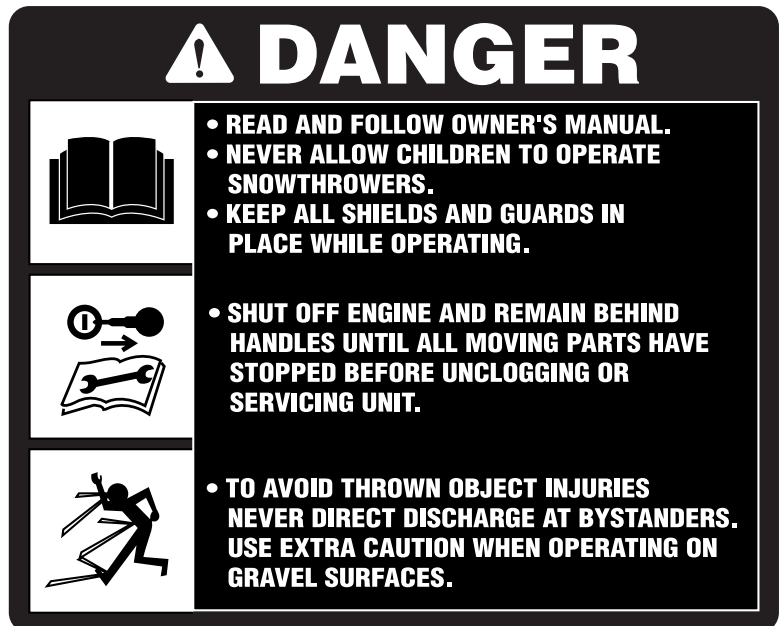 DANGER
• READ AND FOLLOW OWNER'S MANUAL.
• NEVER ALLOW CHILDREN TO OPERATE
SNOWTHROWERS.
• KEEP ALL SHIELDS AND GUARDS IN
PLACE WHILE OPERATING.
• SHUT OFF ENGINE AND REMAIN BEHIND
HANDLES UNTIL ALL MOVING PARTS HAVE
STOPPED BEFORE UNCLOGGING OR
SERVICING UNIT.
• TO AVOID THROWN OBJECT INJURIES
NEVER DIRECT DISCHARGE AT BYSTANDERS.
USE EXTRA CAUTION WHEN OPERATING ON
GRAVEL SURFACES.